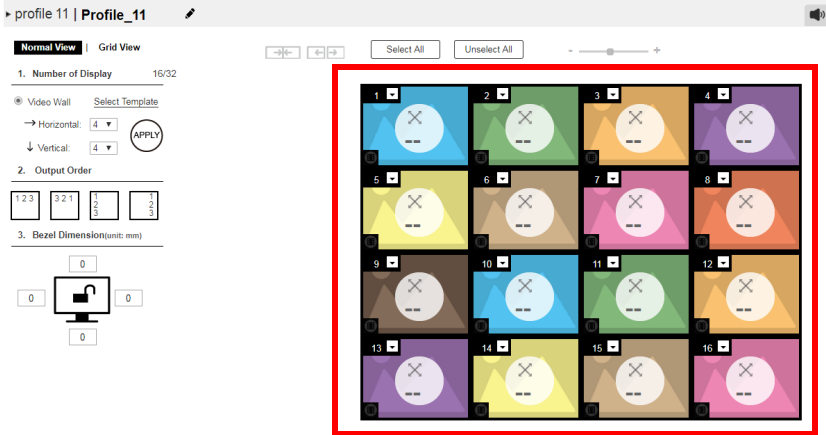 ▸ profile 11 | Profile_11
Normal View | Grid View
Select All Unselect All - +
1. Number of Display 16/32
Video Wall Select Template
→ Horizontal: 4 ▼
APPLY
↓ Vertical: 4 ▼
2. Output Order
1 2 3
3 2 1
1
2
3
1
2
3
3. Bezel Dimension(unit: mm)
0
0 0
0
1 2 3 4
-- -- -- --
5 6 7 8
-- -- -- --
9 10 11 12
-- -- -- --
13 14 15 16
-- -- -- --